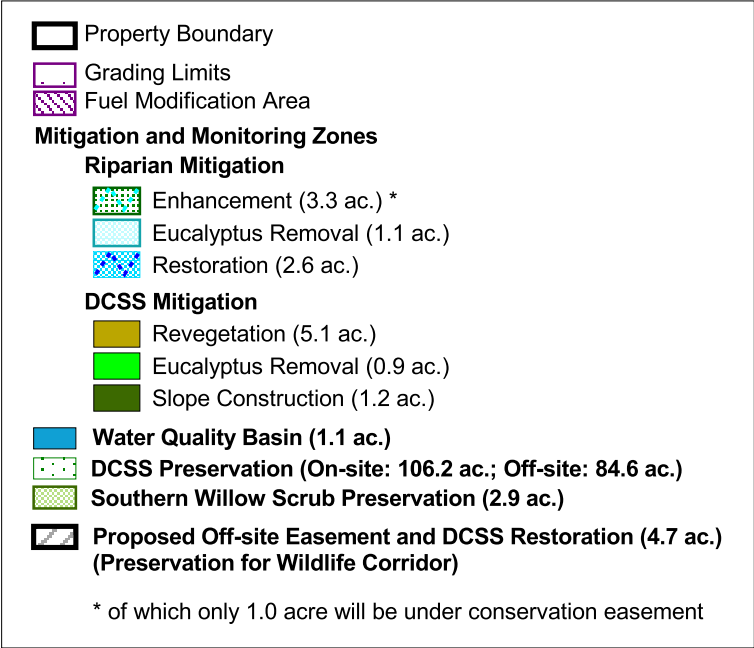 Property Boundary
Grading Limits
Fuel Modification Area
Mitigation and Monitoring Zones
Riparian Mitigation
Enhancement (3.3 ac.) *
Eucalyptus Removal (1.1 ac.)
Restoration (2.6 ac.)
DCSS Mitigation
Revegetation (5.1 ac.)
Eucalyptus Removal (0.9 ac.)
Slope Construction (1.2 ac.)
Water Quality Basin (1.1 ac.)
DCSS Preservation (On-site: 106.2 ac.; Off-site: 84.6 ac.)
Southern Willow Scrub Preservation (2.9 ac.)
Proposed Off-site Easement and DCSS Restoration (4.7 ac.)
(Preservation for Wildlife Corridor)
* of which only 1.0 acre will be under conservation easement